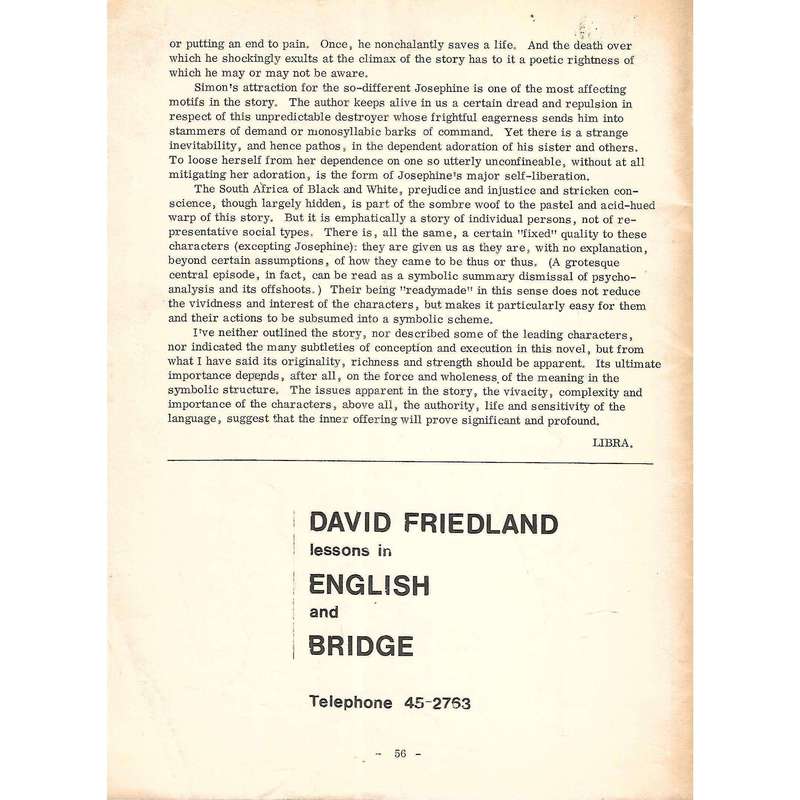 or putting an end to pain. Once, he nonchalantly saves a life. And the death over
which he shockingly exults at the climax of the story has to it a poetic rightness of
which he may or may not be aware.
Simon's attraction for the so-different Josephine is one of the most affecting
motifs in the story. The author keeps alive in us a certain dread and repulsion in
respect of this unpredictable destroyer whose frightful eagerness sends him into
stammers of demand or monosyllabic barks of command. Yet there is a strange
inevitability, and hence pathos, in the dependent adoration of his sister and others.
To loose herself from her dependence on one so utterly unconfineable, without at all
mitigating her adoration, is the form of Josephine's major self-liberation.
The South Africa of Black and White, prejudice and injustice and stricken con-
science, though largely hidden, is part of the sombre woof to the pastel and acid-hued
warp of this story. But it is emphatically a story of individual persons, not of re-
presentative social types. There is, all the same, a certain "fixed" quality to these
characters (excepting Josephine): they are given us as they are, with no explanation,
beyond certain assumptions, of how they came to be thus or thus. (A grotesque
central episode, in fact, can be read as a symbolic summary dismissal of psycho-
analysis and its offshoots.) Their being "readymade" in this sense does not reduce
the vividness and interest of the characters, but makes it particularly easy for them
and their actions to be subsumed into a symbolic scheme.
I've neither outlined the story, nor described some of the leading characters,
nor indicated the many subtleties of conception and execution in this novel, but from
what I have said its originality, richness and strength should be apparent. Its ultimate
importance depends, after all, on the force and wholeness of the meaning in the
symbolic structure. The issues apparent in the story, the vivacity, complexity and
importance of the characters, above all, the authority, life and sensitivity of the
language, suggest that the inner offering will prove significant and profound.
LIBRA.
DAVID FRIEDLAND
lessons in
ENGLISH
and
BRIDGE
Telephone 45-2763
- 56 -